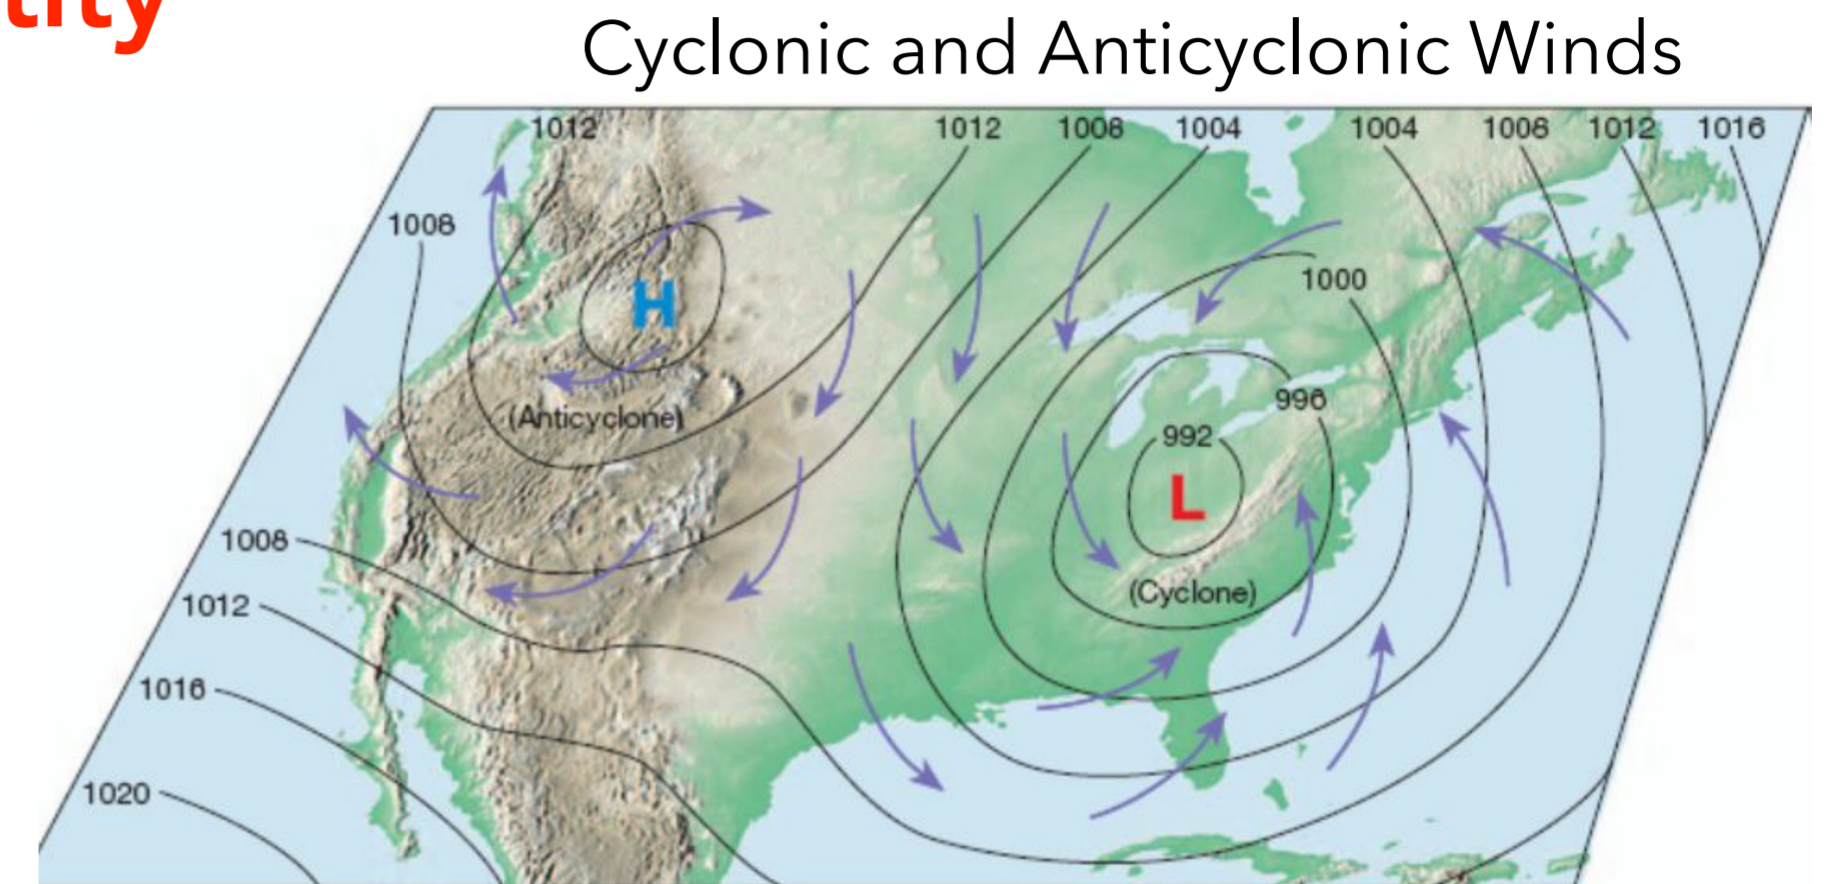 tity
Cyclonic and Anticyclonic Winds
1012 1012 1008 1004 1004 1008 1012 1016
1008
1000
H
996
(Anticyclone)
992
L
1008
(Cyclone)
1012
1016
1020